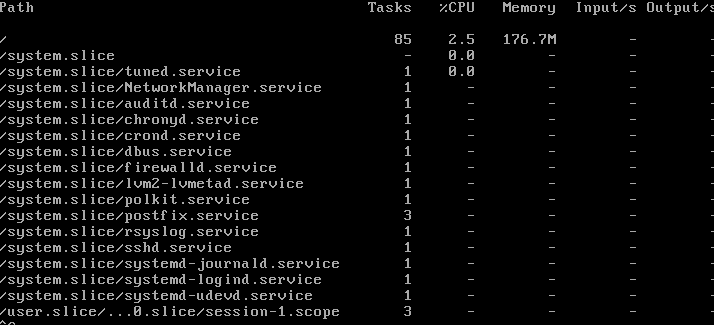 Path Tasks %CPU Memory Input/s Output/s
/ 85 2.5 176.7M - -
/system.slice - 0.0 - - -
/system.slice/tuned.service 1 0.0 - - -
/system.slice/NetworkManager.service 1 - - - -
/system.slice/auditd.service 1 - - - -
/system.slice/chronyd.service 1 - - - -
/system.slice/crond.service 1 - - - -
/system.slice/dbus.service 1 - - - -
/system.slice/firewalld.service 1 - - - -
/system.slice/lvm2-lvmetad.service 1 - - - -
/system.slice/polkit.service 1 - - - -
/system.slice/postfix.service 3 - - - -
/system.slice/rsyslog.service 1 - - - -
/system.slice/sshd.service 1 - - - -
/system.slice/systemd-journald.service 1 - - - -
/system.slice/systemd-logind.service 1 - - - -
/system.slice/systemd-udevd.service 1 - - - -
/user.slice/...0.slice/session-1.scope 3 - - - -